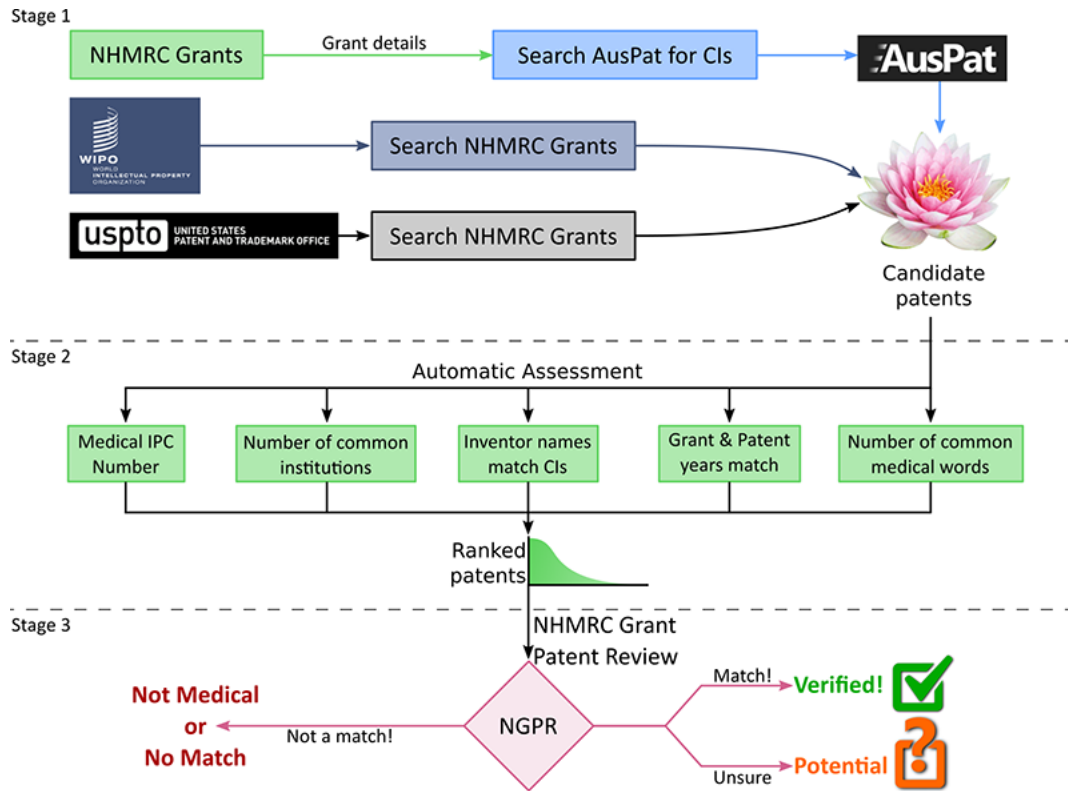 Stage 1
NHMRC Grants
Grant details
Search AusPat for CIs
AusPat
WIPO
WORLD
INTELLECTUAL PROPERTY
ORGANIZATION
Search NHMRC Grants
uspto
UNITED STATES
PATENT AND TRADEMARK OFFICE
Search NHMRC Grants
Candidate
patents
Stage 2
Automatic Assessment
Medical IPC
Number
Number of common
institutions
Inventor names
match CIs
Grant & Patent
years match
Number of common
medical words
Ranked
patents
Stage 3
NHMRC Grant
Patent Review
NGPR
Not a match!
Not Medical
or
No Match
Match!
Verified!
Unsure
Potential
?